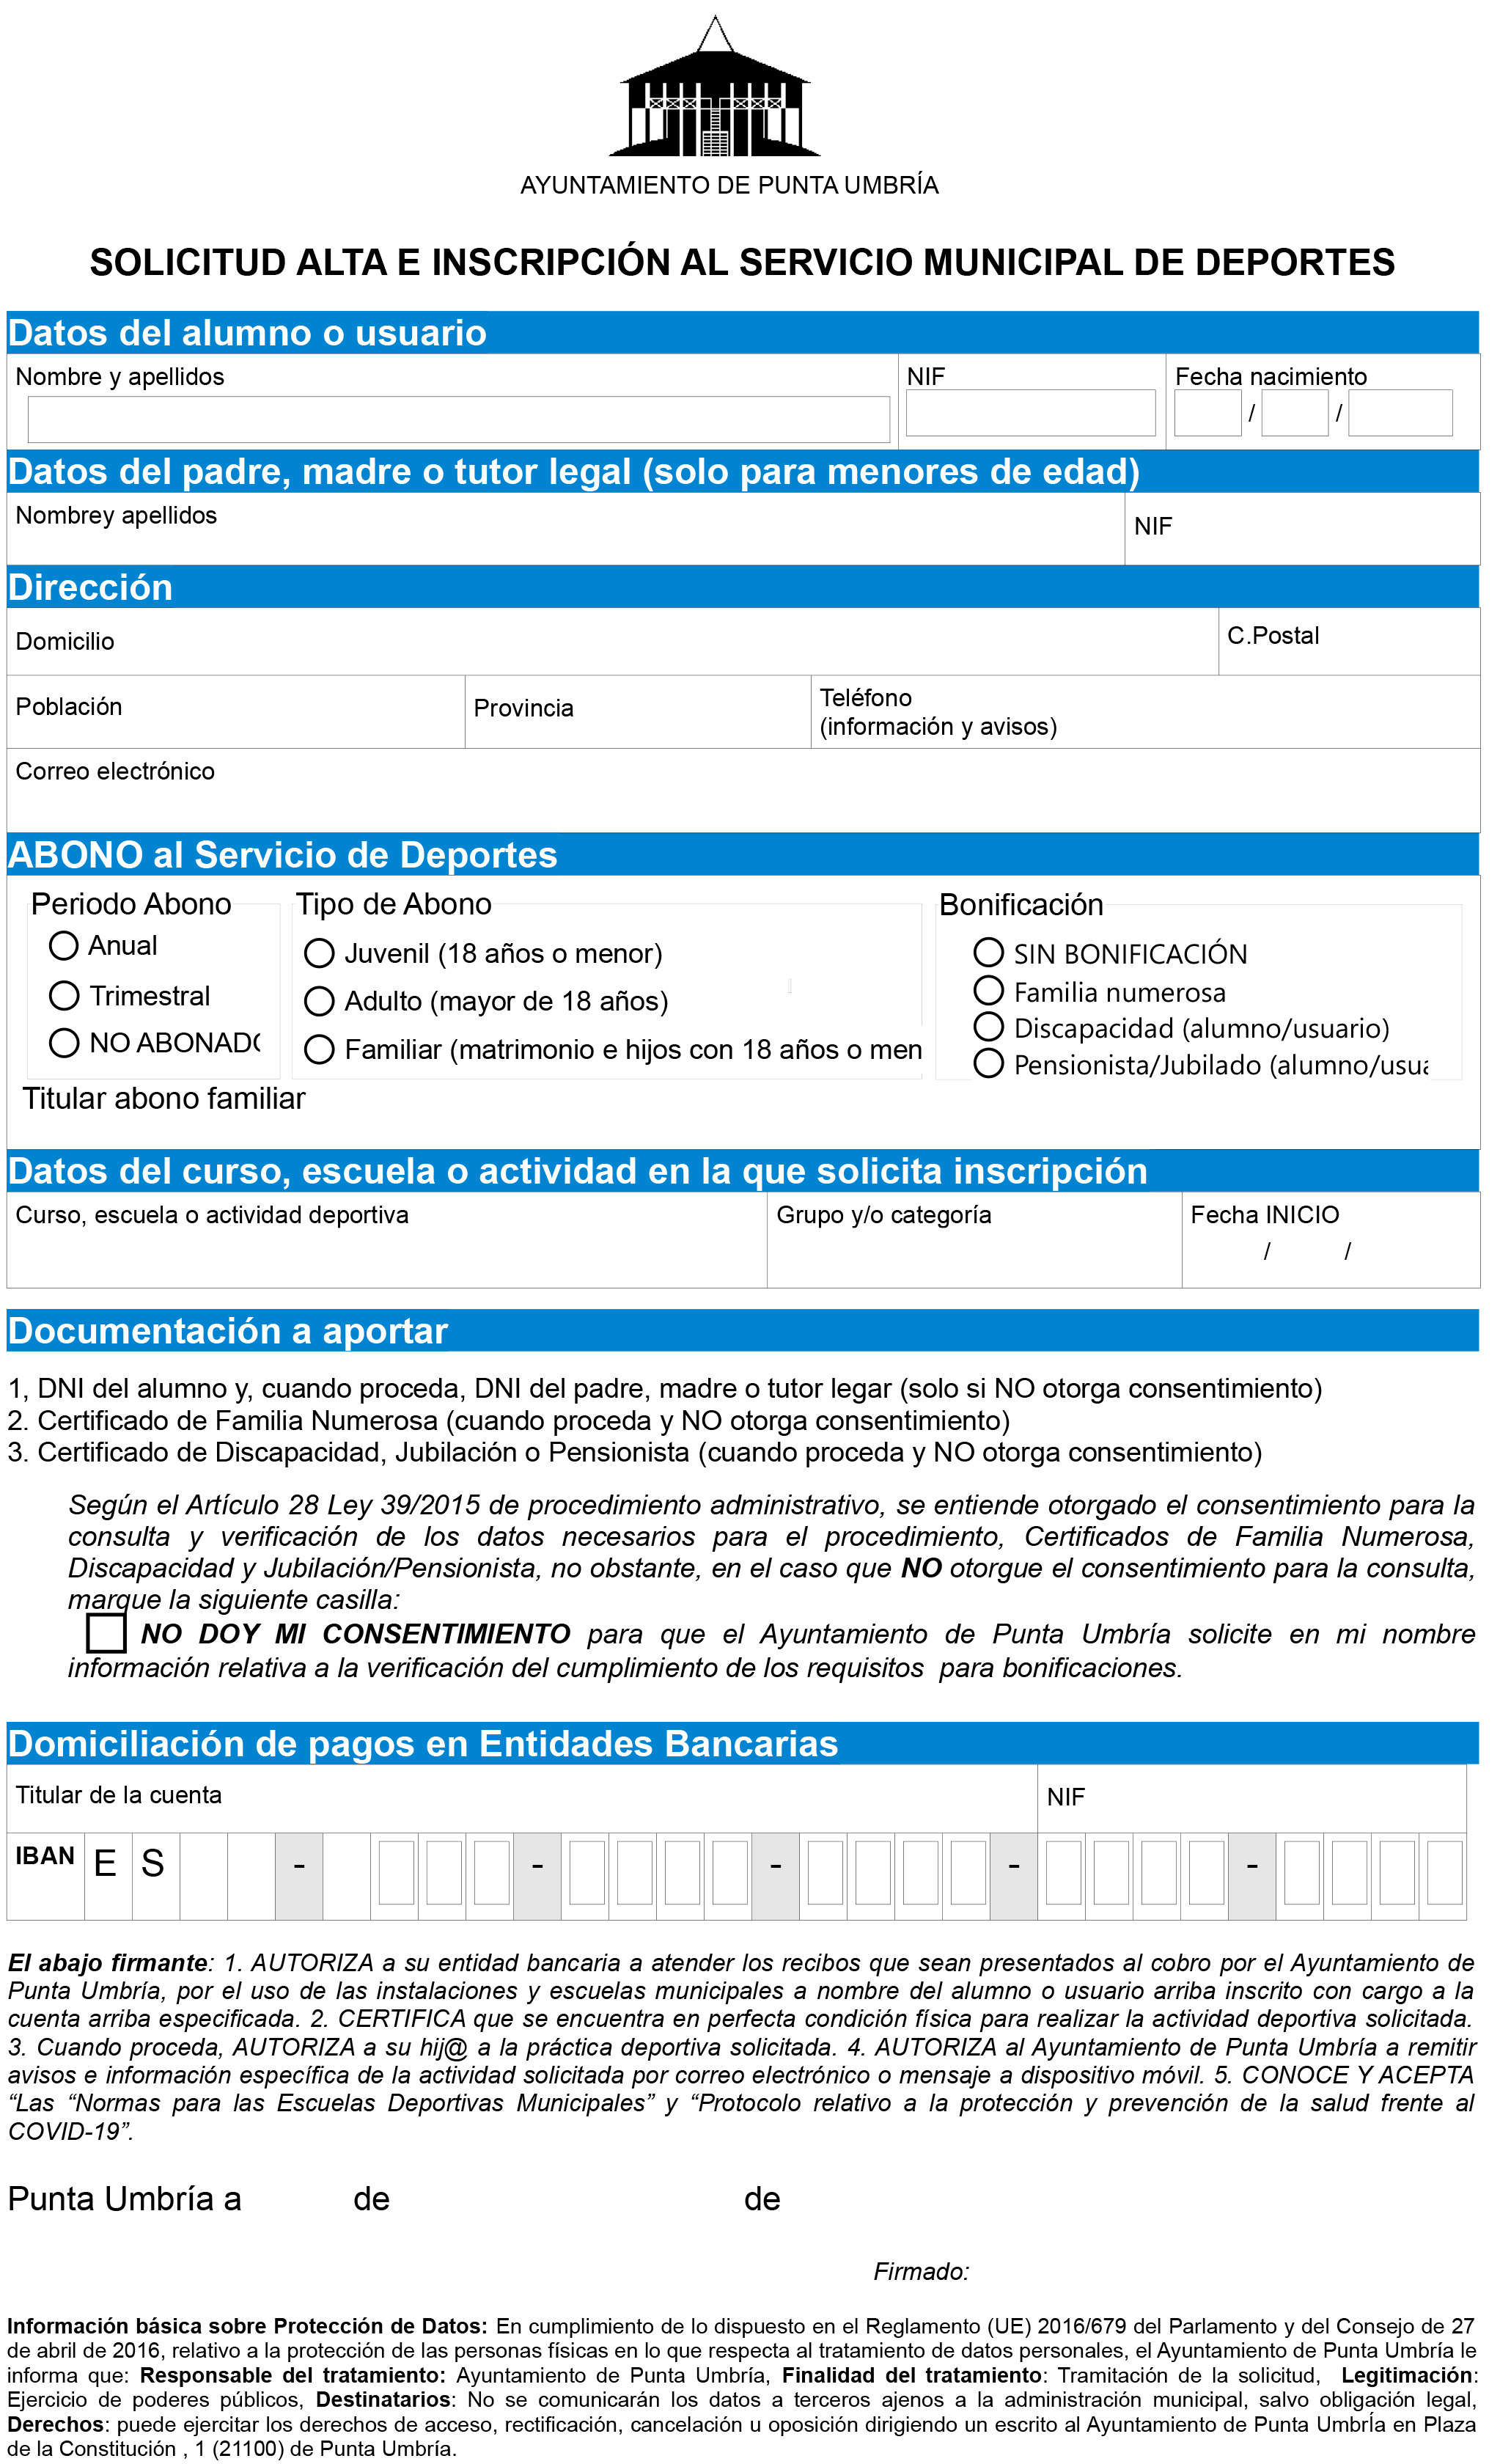 AYUNTAMIENTO DE PUNTA UMBRÍA
SOLICITUD ALTA E INSCRIPCIÓN AL SERVICIO MUNICIPAL DE DEPORTES
Datos del alumno o usuario
Nombre y apellidos
NIF
Fecha nacimiento
/ /
Datos del padre, madre o tutor legal (solo para menores de edad)
Nombrey apellidos
NIF
Dirección
Domicilio
C.Postal
Población
Provincia
Teléfono
(información y avisos)
Correo electrónico
ABONO al Servicio de Deportes
Periodo Abono
Anual
Trimestral
NO ABONADO
Tipo de Abono
Juvenil (18 años o menor)
Adulto (mayor de 18 años)
Familiar (matrimonio e hijos con 18 años o men
Bonificación
SIN BONIFICACIÓN
Familia numerosa
Discapacidad (alumno/usuario)
Pensionista/Jubilado (alumno/usua
Titular abono familiar
Datos del curso, escuela o actividad en la que solicita inscripción
Curso, escuela o actividad deportiva
Grupo y/o categoría
Fecha INICIO
/ /
Documentación a aportar
1, DNI del alumno y, cuando proceda, DNI del padre, madre o tutor legar (solo si NO otorga consentimiento)
2. Certificado de Familia Numerosa (cuando proceda y NO otorga consentimiento)
3. Certificado de Discapacidad, Jubilación o Pensionista (cuando proceda y NO otorga consentimiento)
Según el Artículo 28 Ley 39/2015 de procedimiento administrativo, se entiende otorgado el consentimiento para la
consulta y verificación de los datos necesarios para el procedimiento, Certificados de Familia Numerosa,
Discapacidad y Jubilación/Pensionista, no obstante, en el caso que NO otorgue el consentimiento para la consulta,
marque la siguiente casilla:
NO DOY MI CONSENTIMIENTO para que el Ayuntamiento de Punta Umbría solicite en mi nombre
información relativa a la verificación del cumplimiento de los requisitos para bonificaciones.
Domiciliación de pagos en Entidades Bancarias
Titular de la cuenta
NIF
IBAN E S - - - - -
El abajo firmante: 1. AUTORIZA a su entidad bancaria a atender los recibos que sean presentados al cobro por el Ayuntamiento de
Punta Umbría, por el uso de las instalaciones y escuelas municipales a nombre del alumno o usuario arriba inscrito con cargo a la
cuenta arriba especificada. 2. CERTIFICA que se encuentra en perfecta condición física para realizar la actividad deportiva solicitada.
3. Cuando proceda, AUTORIZA a su hij@ a la práctica deportiva solicitada. 4. AUTORIZA al Ayuntamiento de Punta Umbría a remitir
avisos e información específica de la actividad solicitada por correo electrónico o mensaje a dispositivo móvil. 5. CONOCE Y ACEPTA
“Las “Normas para las Escuelas Deportivas Municipales” y “Protocolo relativo a la protección y prevención de la salud frente al
COVID-19”.
Punta Umbría a de de
Firmado:
Información básica sobre Protección de Datos: En cumplimiento de lo dispuesto en el Reglamento (UE) 2016/679 del Parlamento y del Consejo de 27
de abril de 2016, relativo a la protección de las personas físicas en lo que respecta al tratamiento de datos personales, el Ayuntamiento de Punta Umbría le
informa que: Responsable del tratamiento: Ayuntamiento de Punta Umbría, Finalidad del tratamiento: Tramitación de la solicitud, Legitimación:
Ejercicio de poderes públicos, Destinatarios: No se comunicarán los datos a terceros ajenos a la administración municipal, salvo obligación legal,
Derechos: puede ejercitar los derechos de acceso, rectificación, cancelación u oposición dirigiendo un escrito al Ayuntamiento de Punta UmbrÍa en Plaza
de la Constitución , 1 (21100) de Punta Umbría.